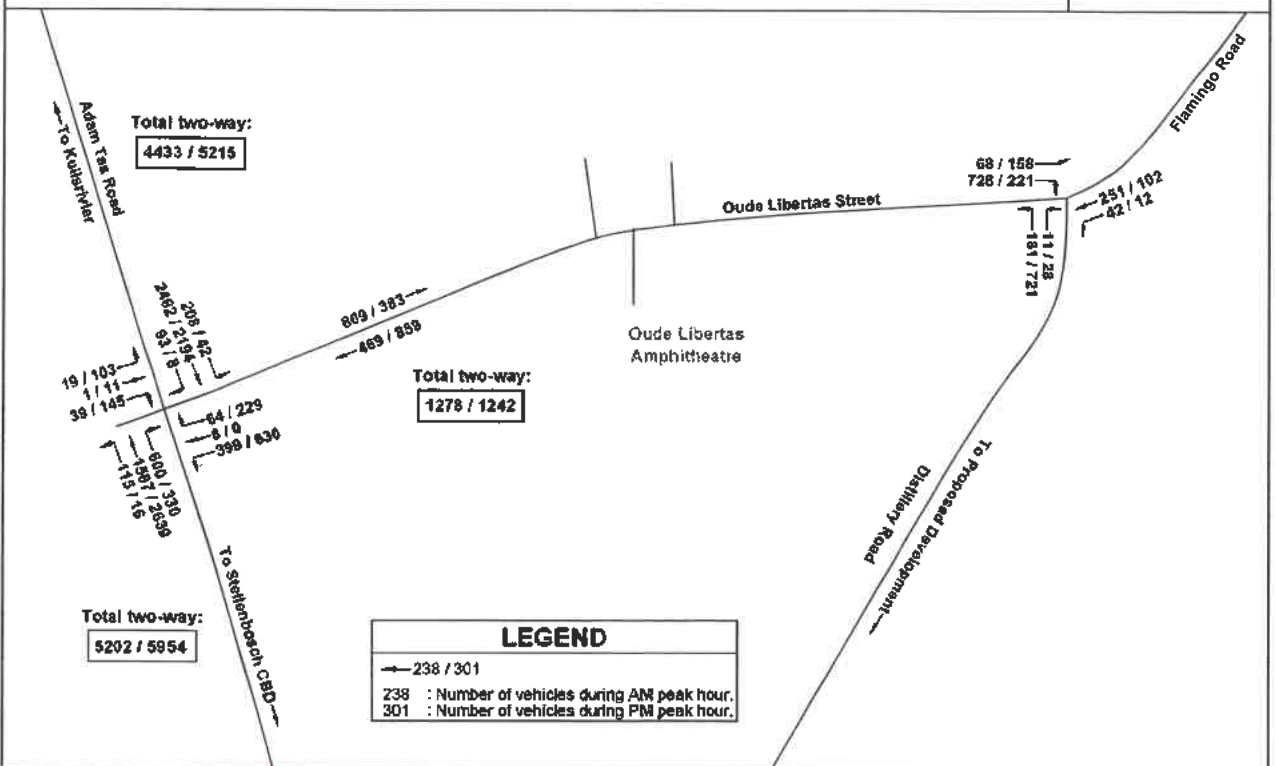 Adam Tas Road
To Kuilsrivier
Total two-way:
4433 / 5215
Flamingo Road
68 / 158
728 / 221
Oude Libertas Street
251 / 102
42 / 12
11 / 28
181 / 721
809 / 383
469 / 859
Oude Libertas
Amphitheatre
208 / 42
2462 / 2194
93 / 8
19 / 103
1 / 11
39 / 145
Total two-way:
1278 / 1242
64 / 229
6 / 0
399 / 630
600 / 330
1587 / 2639
115 / 16
Distillery Road
To Proposed Development
To Stellenbosch CBD
Total two-way:
5202 / 5954
LEGEND
238 / 301
238 : Number of vehicles during AM peak hour.
301 : Number of vehicles during PM peak hour.